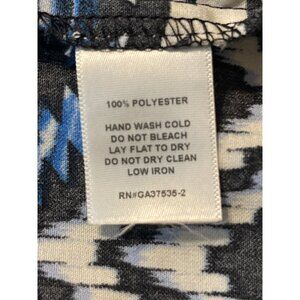 100% POLYESTER
HAND WASH COLD
DO NOT BLEACH
LAY FLAT TO DRY
DO NOT DRY CLEAN
LOW IRON
RN#GA37535-2